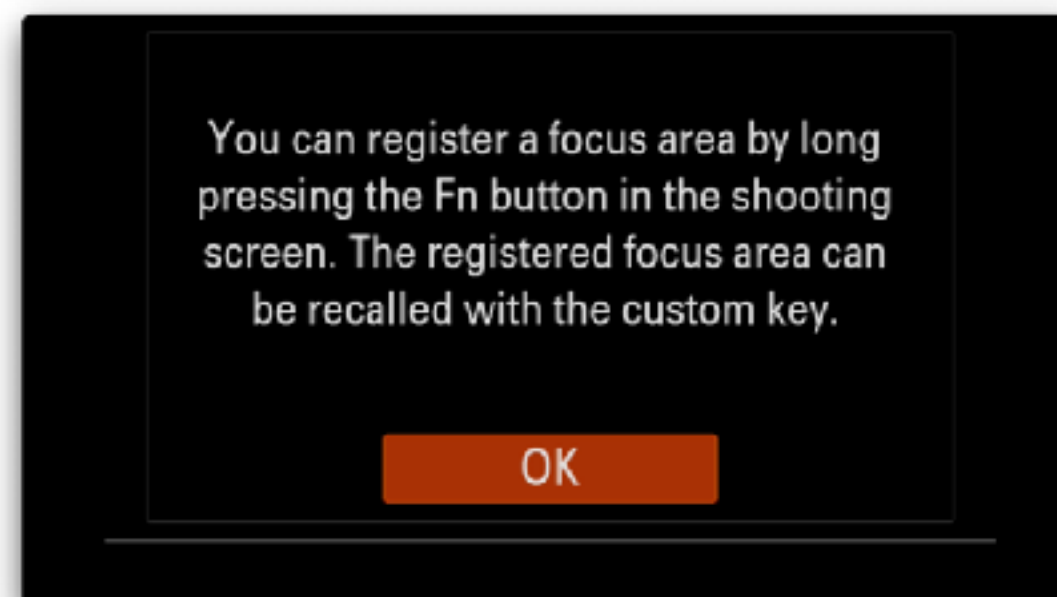 You can register a focus area by long
pressing the Fn button in the shooting
screen. The registered focus area can
be recalled with the custom key.
OK